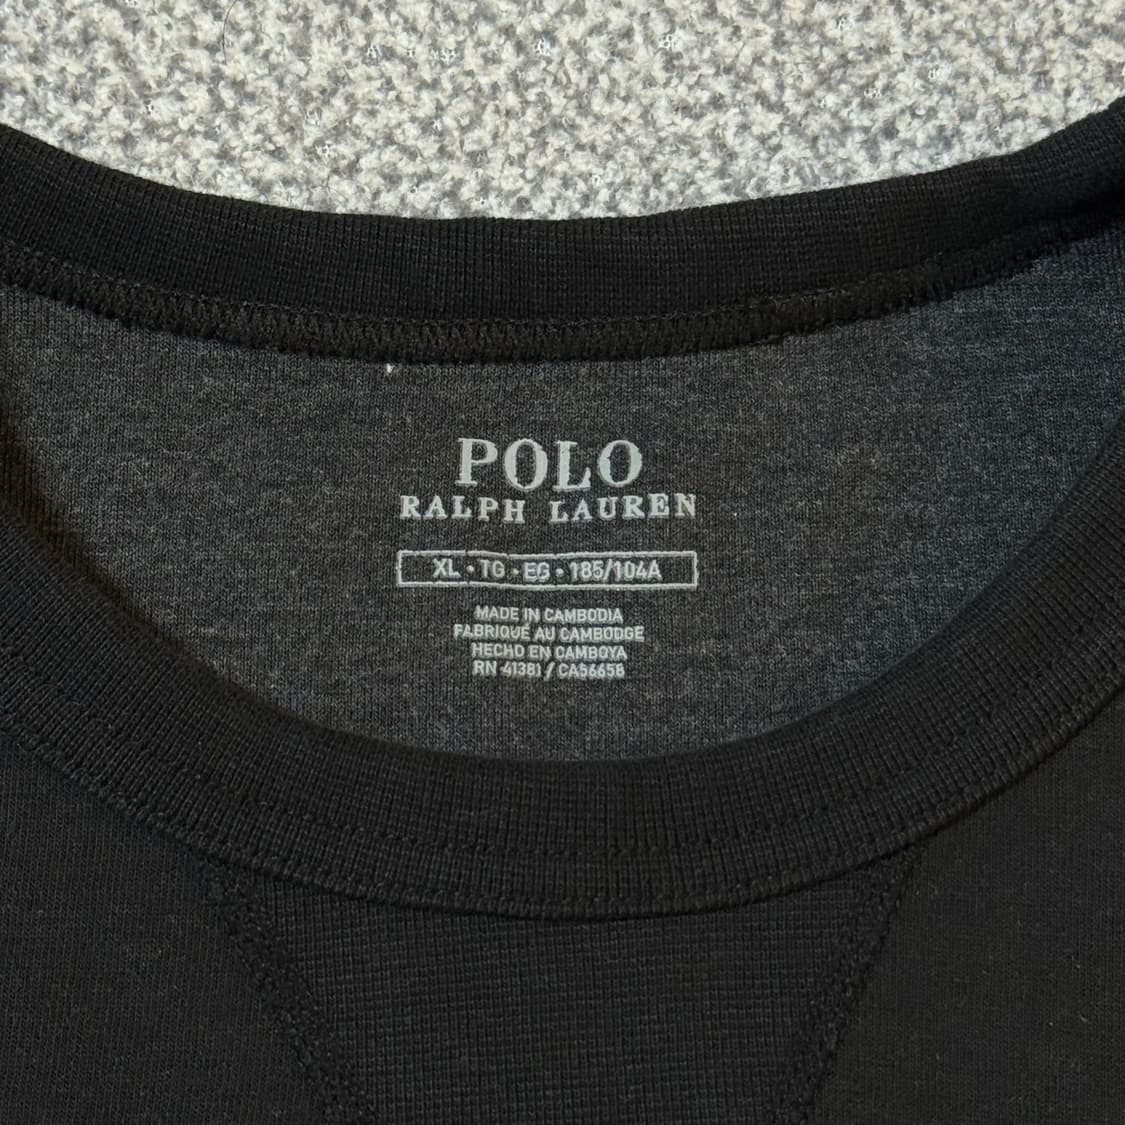 POLO
RALPH LAUREN
XL • TG • EG • 185/104A
MADE IN CAMBODIA
FABRIQUÉ AU CAMBODGE
HECHO EN CAMBOYA
RN 41381 / CA56658